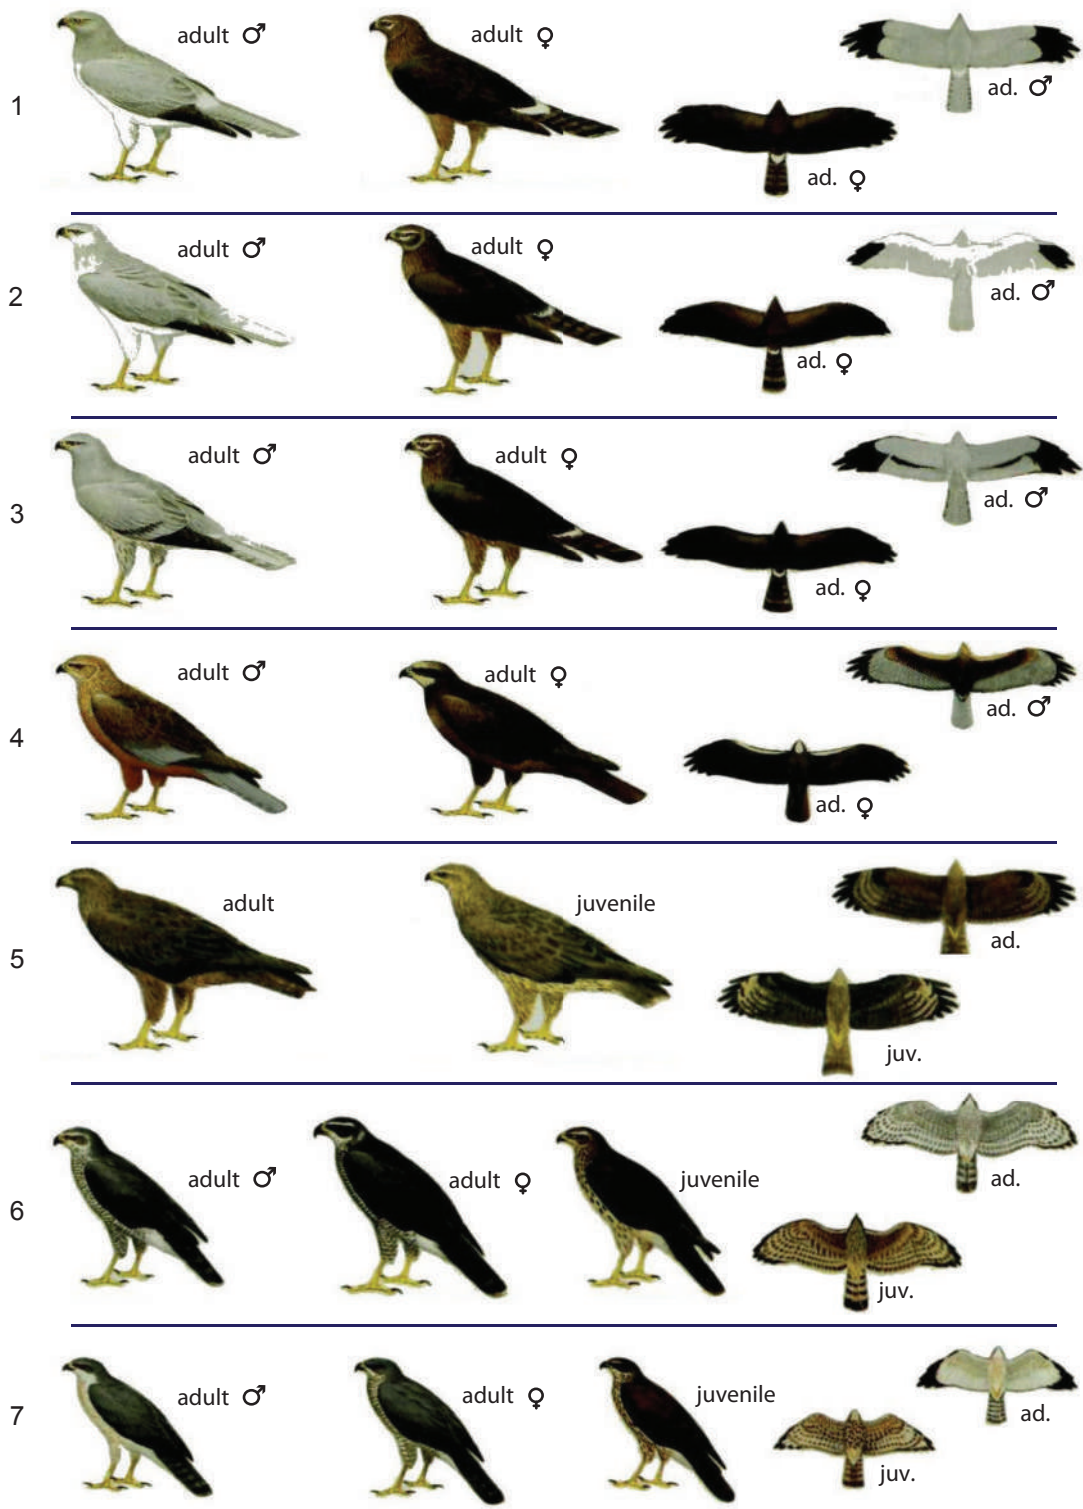 1
adult ♂
adult ♀
ad. ♂
ad. ♀
2
adult ♂
adult ♀
ad. ♂
ad. ♀
3
adult ♂
adult ♀
ad. ♂
ad. ♀
4
adult ♂
adult ♀
ad. ♂
ad. ♀
5
adult
juvenile
ad.
juv.
6
adult ♂
adult ♀
juvenile
ad.
juv.
7
adult ♂
adult ♀
juvenile
ad.
juv.